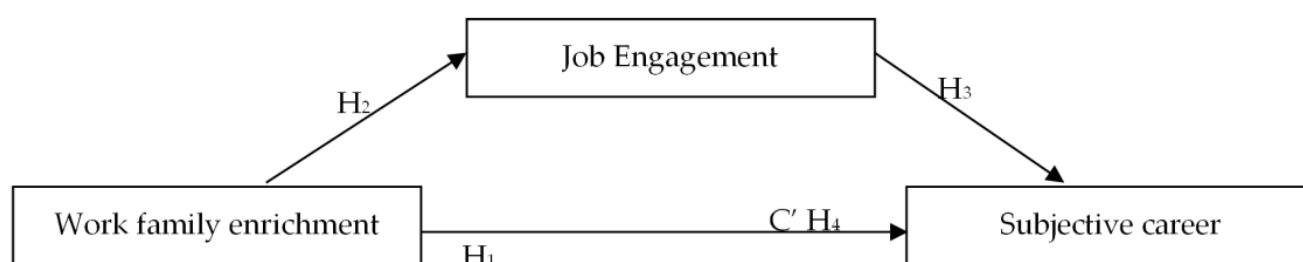 Job Engagement
H2
H3
Work family enrichment
C' H4
Subjective career
H1